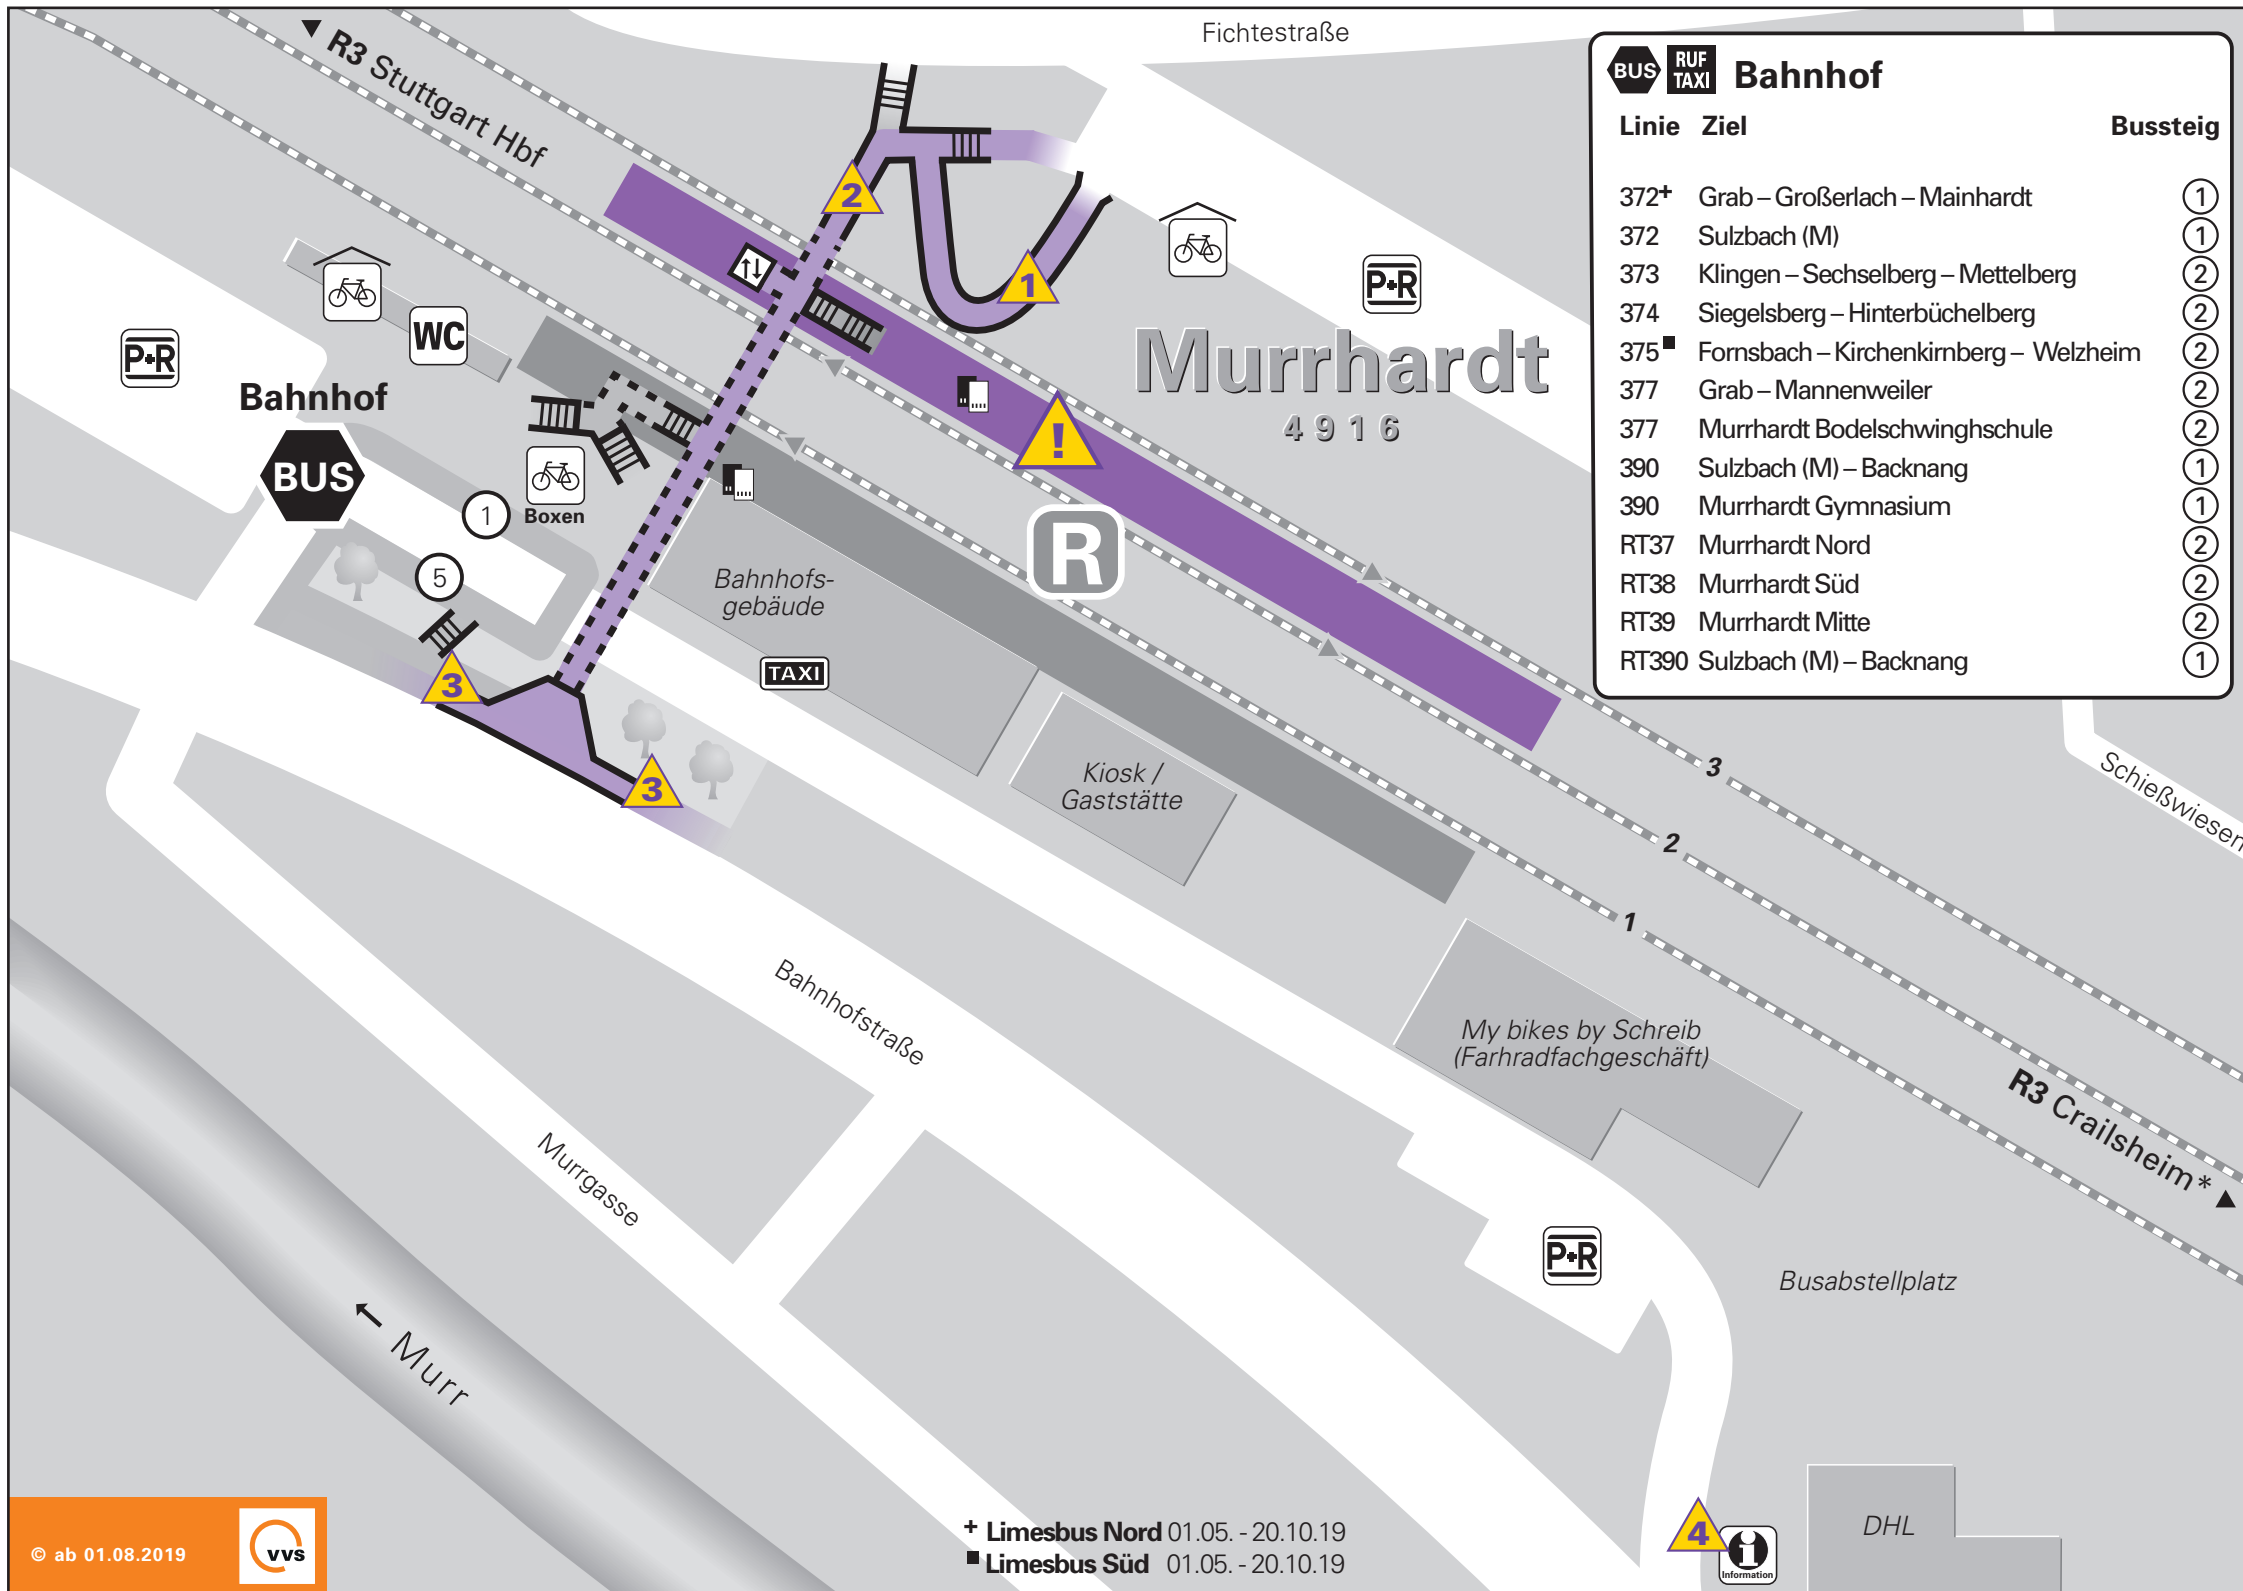 Fichtestraße
R3 Stuttgart Hbf
BUS RUF TAXI Bahnhof
Linie Ziel Bussteig
372+ Grab – Großerlach – Mainhardt 1
372 Sulzbach (M) 1
373 Klingen – Sechselberg – Mettelberg 2
374 Siegelsberg – Hinterbüchelberg 2
375■ Fornsbach – Kirchenkirnberg – Welzheim 2
377 Grab – Mannenweiler 2
377 Murrhardt Bodelschwinghschule 2
390 Sulzbach (M) – Backnang 1
390 Murrhardt Gymnasium 1
RT37 Murrhardt Nord 2
RT38 Murrhardt Süd 2
RT39 Murrhardt Mitte 2
RT390 Sulzbach (M) – Backnang 1
2
1
P+R
WC
P+R
Murrhardt
4916
!
Bahnhof
BUS
1
Boxen
5
R
Bahnhofs-
gebäude
TAXI
3
3
Kiosk /
Gaststätte
3
2
1
Schießwiesen
Bahnhofstraße
My bikes by Schreib
(Farhradfachgeschäft)
R3 Crailsheim*
Murrgasse
P+R
Busabstellplatz
← Murr
4
i
Information
DHL
+ Limesbus Nord 01.05. - 20.10.19
■ Limesbus Süd 01.05. - 20.10.19
© ab 01.08.2019
vvs